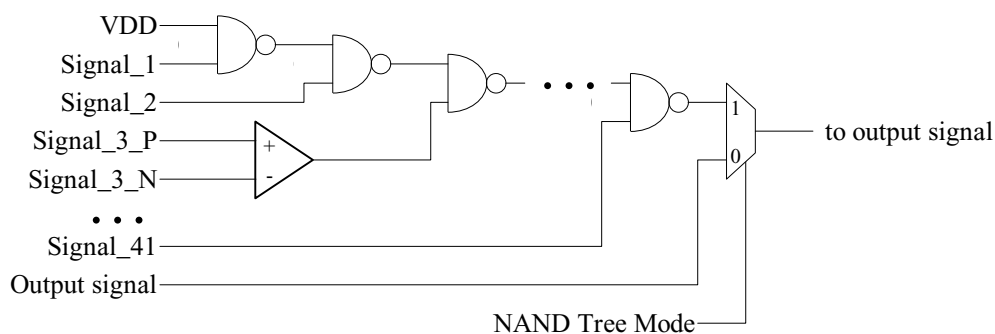 VDD
Signal_1
Signal_2
Signal_3_P
+
Signal_3_N
-
• • •
• • •
Signal_41
1
0
to output signal
Output signal
NAND Tree Mode